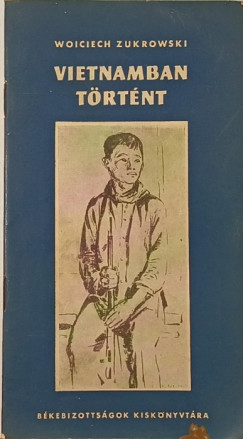 WOICIECH ZUKROWSKI
VIETNAMBAN
TÖRTÉNT
BÉKEBIZOTTSÁGOK KISKÖNYVTÁRA